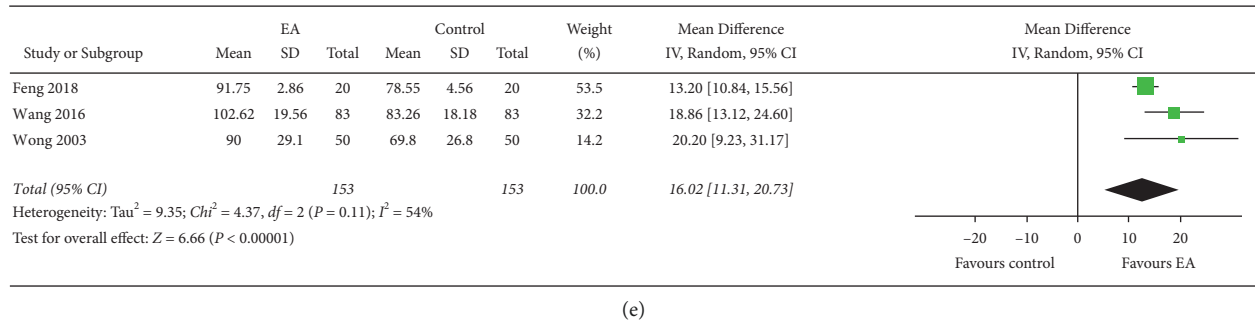 EA Control Weight Mean Difference Mean Difference
Study or Subgroup Mean SD Total Mean SD Total (%) IV, Random, 95% CI IV, Random, 95% CI
Feng 2018 91.75 2.86 20 78.55 4.56 20 53.5 13.20 [10.84, 15.56]
Wang 2016 102.62 19.56 83 83.26 18.18 83 32.2 18.86 [13.12, 24.60]
Wong 2003 90 29.1 50 69.8 26.8 50 14.2 20.20 [9.23, 31.17]
Total (95% CI) 153 153 100.0 16.02 [11.31, 20.73]
Heterogeneity: Tau² = 9.35; Chi² = 4.37, df = 2 (P = 0.11); I² = 54%
Test for overall effect: Z = 6.66 (P < 0.00001)
–20 –10 0 10 20
Favours control Favours EA
(e)